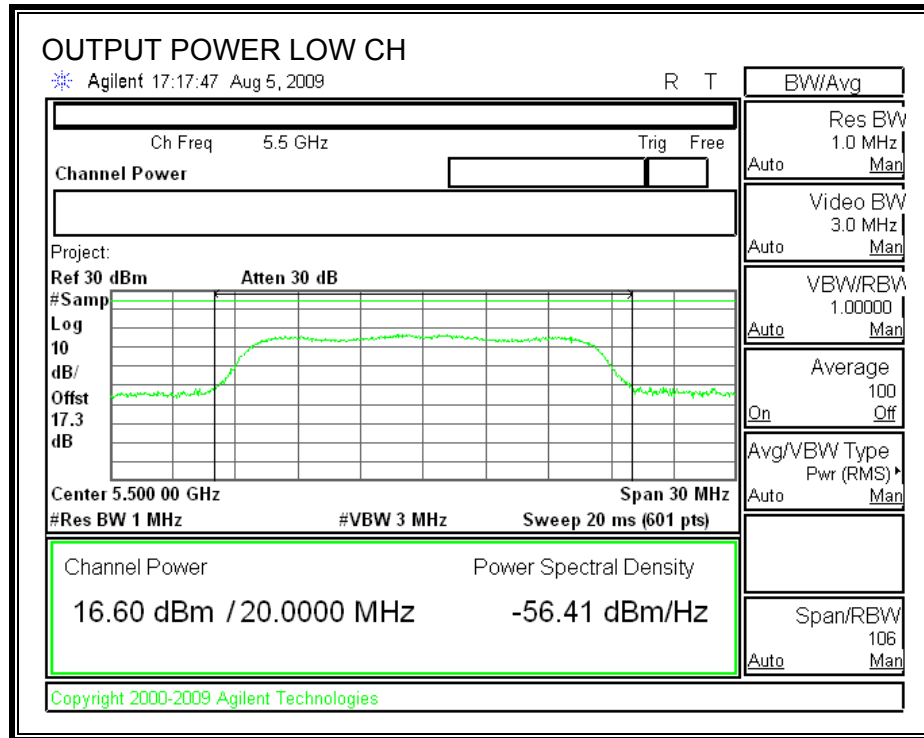 OUTPUT POWER LOW CH
Agilent 17:17:47 Aug 5, 2009 R T
Ch Freq 5.5 GHz Trig Free
Channel Power
Project:
Ref 30 dBm Atten 30 dB
#Samp
Log
10
dB/
Offst
17.3
dB
Center 5.500 00 GHz Span 30 MHz
#Res BW 1 MHz #VBW 3 MHz Sweep 20 ms (601 pts)
Channel Power Power Spectral Density
16.60 dBm / 20.0000 MHz -56.41 dBm/Hz
Copyright 2000-2009 Agilent Technologies
BW/Avg
Res BW
1.0 MHz
Auto Man
Video BW
3.0 MHz
Auto Man
VBW/RBW
1.00000
Auto Man
Average
100
On Off
Avg/VBW Type
Pwr (RMS)
Auto Man
Span/RBW
106
Auto Man